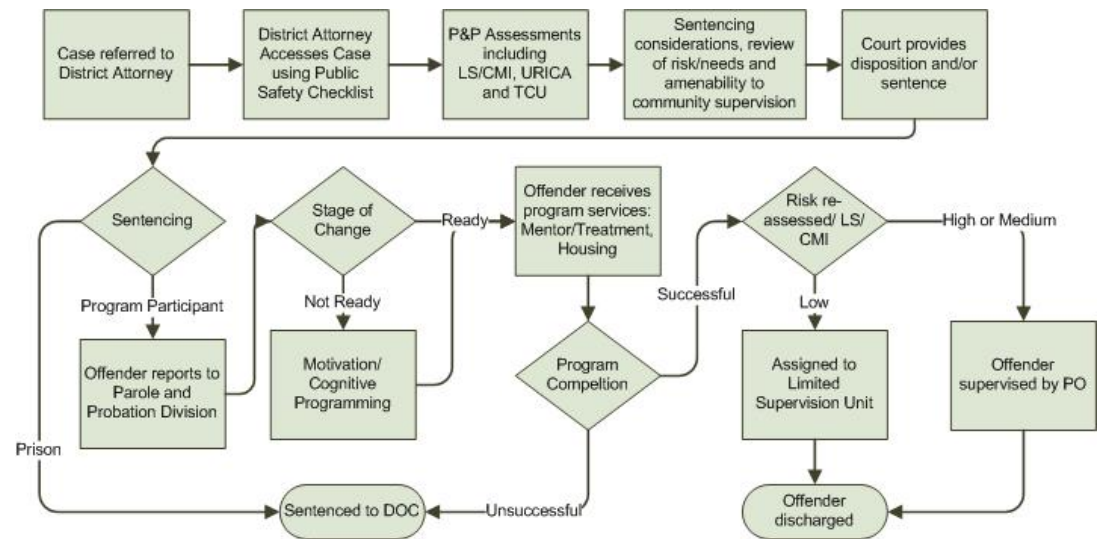 Case referred to
District Attorney
District Attorney
Accesses Case
using Public
Safety Checklist
P&P Assessments
including
LS/CMI, URICA
and TCU
Sentencing
considerations, review
of risk/needs and
amenability to
community supervision
Court provides
disposition and/or
sentence
Sentencing
Stage of
Change
Ready
Offender receives
program services:
Mentor/Treatment,
Housing
Risk re-
assessed/ LS/
CMI
High or Medium
Program Participant
Not Ready
Successful
Low
Offender reports to
Parole and
Probation Division
Motivation/
Cognitive
Programming
Program
Compeltion
Assigned to
Limited
Supervision Unit
Offender
supervised by PO
Prison
Sentenced to DOC
Unsuccessful
Offender
discharged